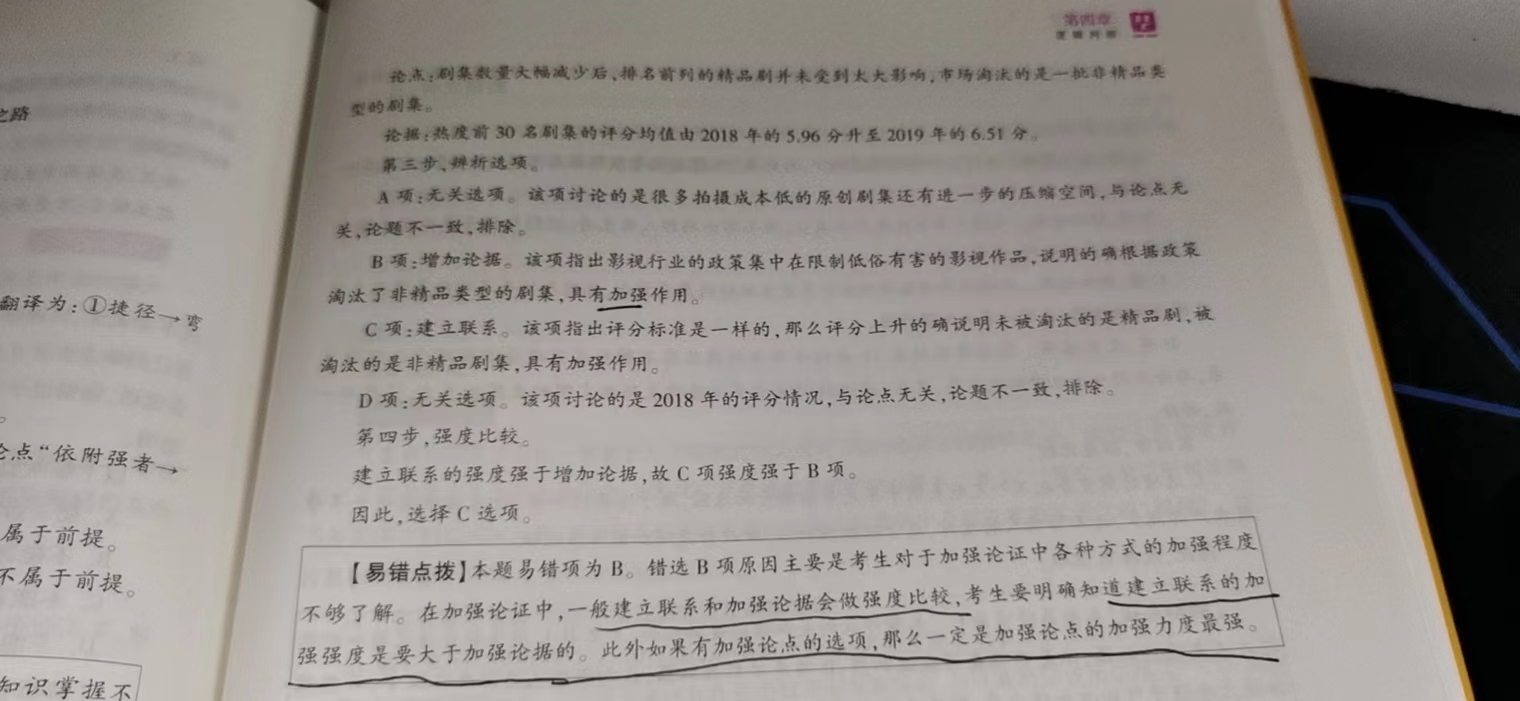 第四章
逻辑判断
论点:剧集数量大幅减少后,排名前列的精品剧并未受到太大影响,市场淘汰的是一批非精品类
型的剧集。
论据:热度前30名剧集的评分均值由2018年的5.96分升至2019年的6.51分。
第三步,辨析选项。
A项:无关选项。该项讨论的是很多拍摄成本低的原创剧集还有进一步的压缩空间,与论点无
关,论题不一致,排除。
B项:增加论据。该项指出影视行业的政策集中在限制低俗有害的影视作品,说明的确根据政策
淘汰了非精品类型的剧集,具有加强作用。
C项:建立联系。该项指出评分标准是一样的,那么评分上升的确说明未被淘汰的是精品剧,被
淘汰的是非精品剧集,具有加强作用。
D项:无关选项。该项讨论的是2018年的评分情况,与论点无关,论题不一致,排除。
第四步,强度比较。
建立联系的强度强于增加论据,故C项强度强于B项。
因此,选择C选项。
【易错点拨】本题易错项为B。错选B项原因主要是考生对于加强论证中各种方式的加强程度
不够了解。在加强论证中,一般建立联系和加强论据会做强度比较,考生要明确知道建立联系的加
强强度是要大于加强论据的。此外如果有加强论点的选项,那么一定是加强论点的加强力度最强。
之路
翻译为:①捷径→弯
论点“依附强者→
属于前提。
不属于前提。
知识掌握不